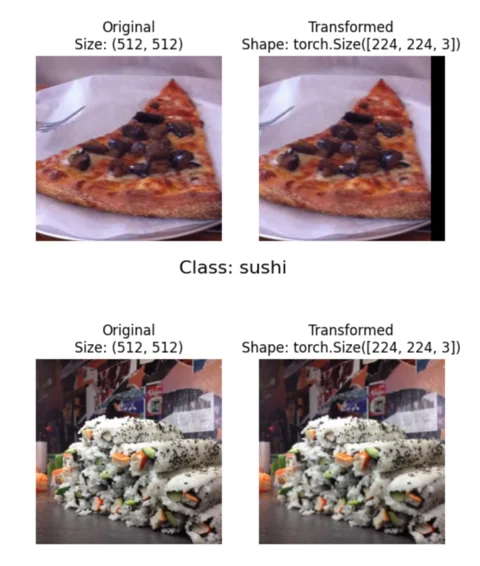 Original
Size: (512, 512)
Transformed
Shape: torch.Size([224, 224, 3])
Class: sushi
Original
Size: (512, 512)
Transformed
Shape: torch.Size([224, 224, 3])